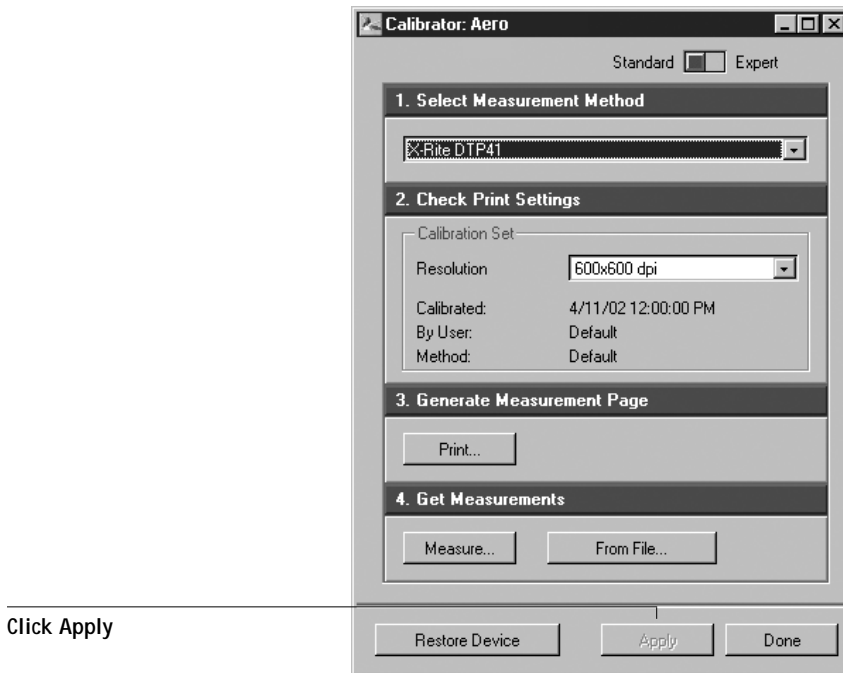 Calibrator: Aero
Standard Expert
1. Select Measurement Method
X-Rite DTP41
2. Check Print Settings
Calibration Set
Resolution 600x600 dpi
Calibrated: 4/11/02 12:00:00 PM
By User: Default
Method: Default
3. Generate Measurement Page
Print...
4. Get Measurements
Measure... From File...
Click Apply
Restore Device Apply Done